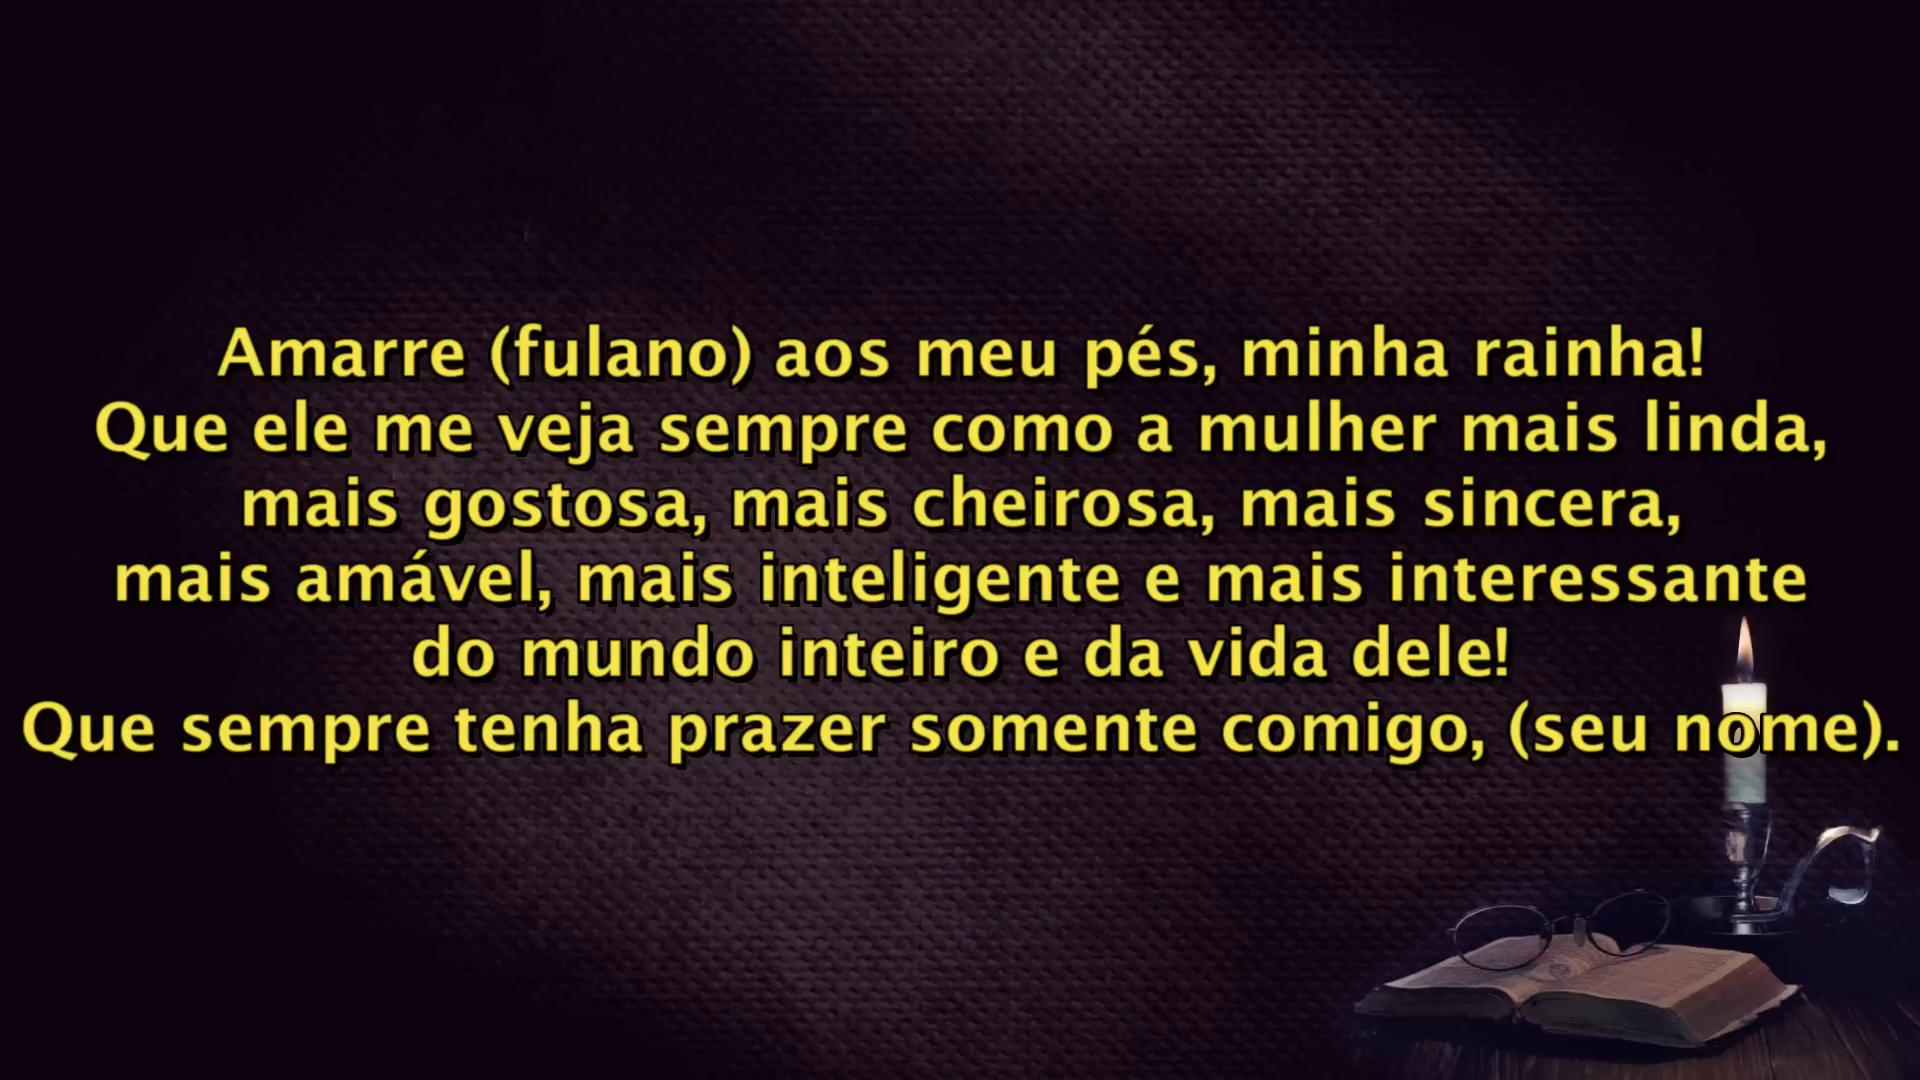 Amarre (fulano) aos meu pés, minha rainha!
Que ele me veja sempre como a mulher mais linda,
mais gostosa, mais cheirosa, mais sincera,
mais amável, mais inteligente e mais interessante
do mundo inteiro e da vida dele!
Que sempre tenha prazer somente comigo, (seu nome).